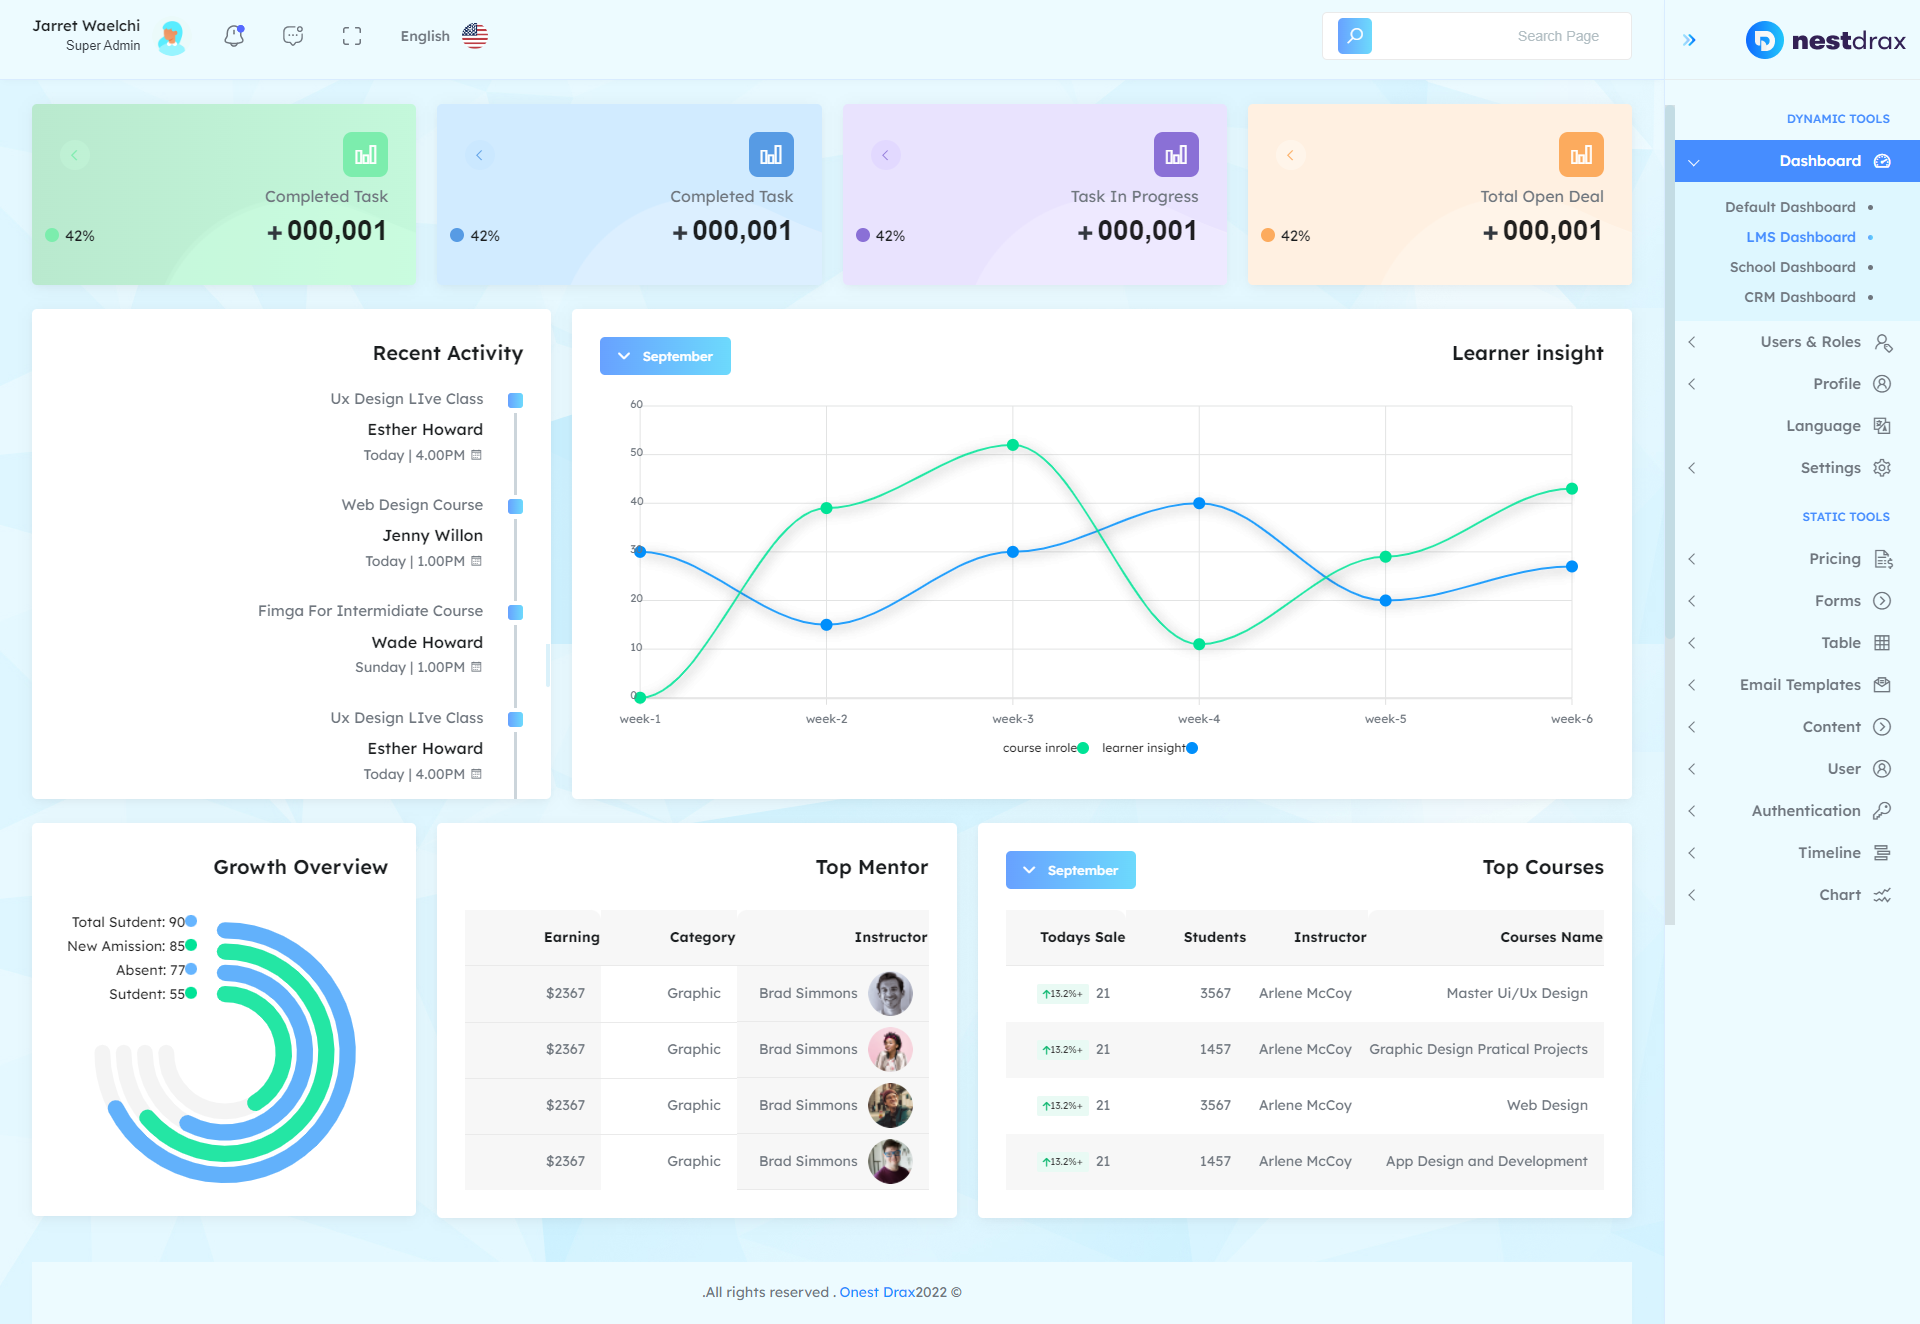 Jarret Waelchi
Super Admin
English
Search Page
nestdrax
Completed Task
+000,001
42%
Completed Task
+000,001
42%
Task In Progress
+000,001
42%
Total Open Deal
+000,001
42%
Recent Activity
Ux Design LIve Class
Esther Howard
Today | 4.00PM
Web Design Course
Jenny Willon
Today | 1.00PM
Fimga For Intermidiate Course
Wade Howard
Sunday | 1.00PM
Ux Design LIve Class
Esther Howard
Today | 4.00PM
September
Learner insight
60
50
40
30
20
10
0
week-1 week-2 week-3 week-4 week-5 week-6
course inrole learner insight
Growth Overview
Total Sutdent: 90
New Amission: 85
Absent: 77
Sutdent: 55
Top Mentor
Earning Category Instructor
$2367 Graphic Brad Simmons
$2367 Graphic Brad Simmons
$2367 Graphic Brad Simmons
$2367 Graphic Brad Simmons
September
Top Courses
Todays Sale Students Instructor Courses Name
13.2%+ 21 3567 Arlene McCoy Master Ui/Ux Design
13.2%+ 21 1457 Arlene McCoy Graphic Design Pratical Projects
13.2%+ 21 3567 Arlene McCoy Web Design
13.2%+ 21 1457 Arlene McCoy App Design and Development
.All rights reserved . Onest Drax2022 ©
DYNAMIC TOOLS
Dashboard
Default Dashboard
LMS Dashboard
School Dashboard
CRM Dashboard
Users & Roles
Profile
Language
Settings
STATIC TOOLS
Pricing
Forms
Table
Email Templates
Content
User
Authentication
Timeline
Chart